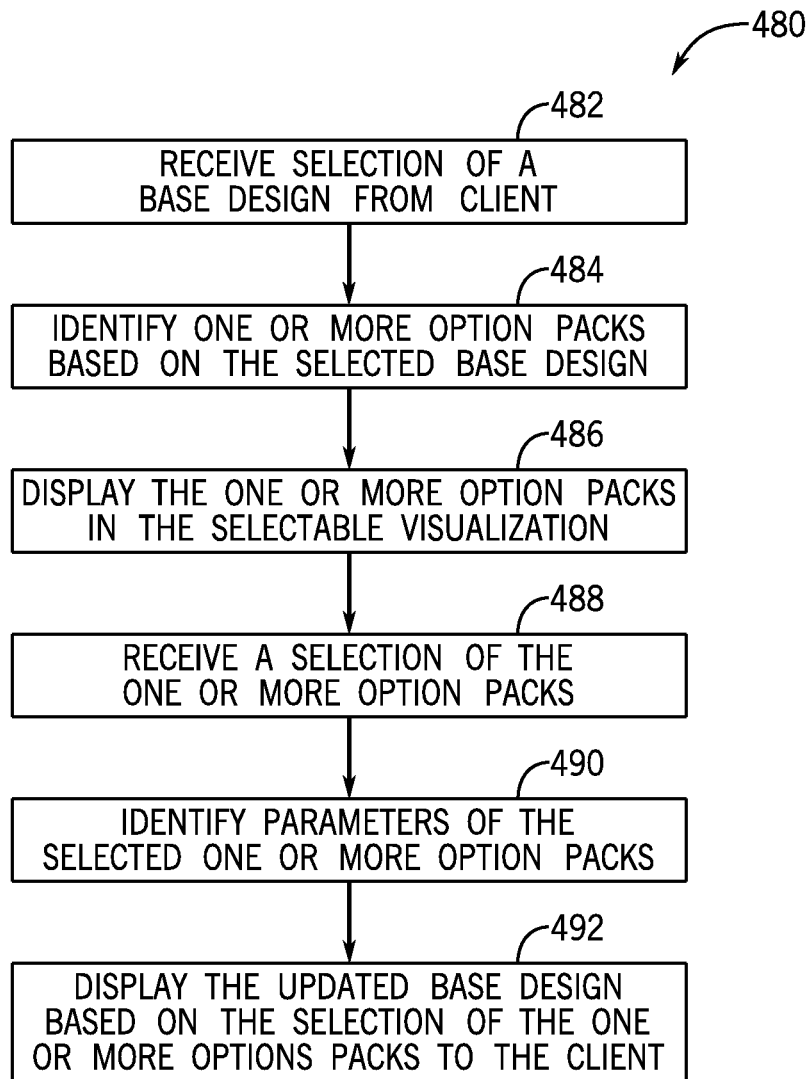 480
482
RECEIVE SELECTION OF A
BASE DESIGN FROM CLIENT
484
IDENTIFY ONE OR MORE OPTION PACKS
BASED ON THE SELECTED BASE DESIGN
486
DISPLAY THE ONE OR MORE OPTION PACKS
IN THE SELECTABLE VISUALIZATION
488
RECEIVE A SELECTION OF THE
ONE OR MORE OPTION PACKS
490
IDENTIFY PARAMETERS OF THE
SELECTED ONE OR MORE OPTION PACKS
492
DISPLAY THE UPDATED BASE DESIGN
BASED ON THE SELECTION OF THE ONE
OR MORE OPTIONS PACKS TO THE CLIENT